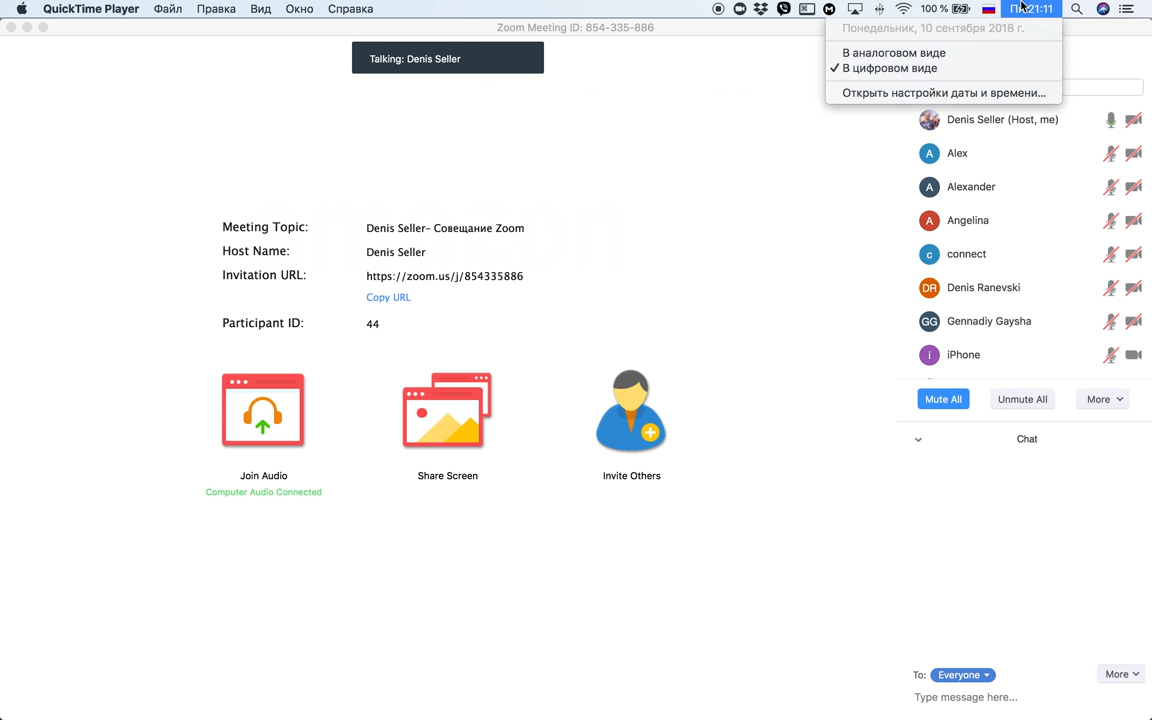 QuickTime Player Файл Правка Вид Окно Справка 100 % 21:11
Zoom Meeting ID: 854-335-886
Понедельник, 10 сентября 2018 г.
В аналоговом виде
✓ В цифровом виде
Открыть настройки даты и времени...
Talking: Denis Seller
Denis Seller (Host, me)
A Alex
A Alexander
A Angelina
c connect
DR Denis Ranevski
GG Gennadiy Gaysha
i iPhone
Mute All Unmute All More
Chat
Meeting Topic: Denis Seller- Совещание Zoom
Host Name: Denis Seller
Invitation URL: https://zoom.us/j/854335886
Copy URL
Participant ID: 44
Join Audio Share Screen Invite Others
Computer Audio Connected
To: Everyone More
Type message here...